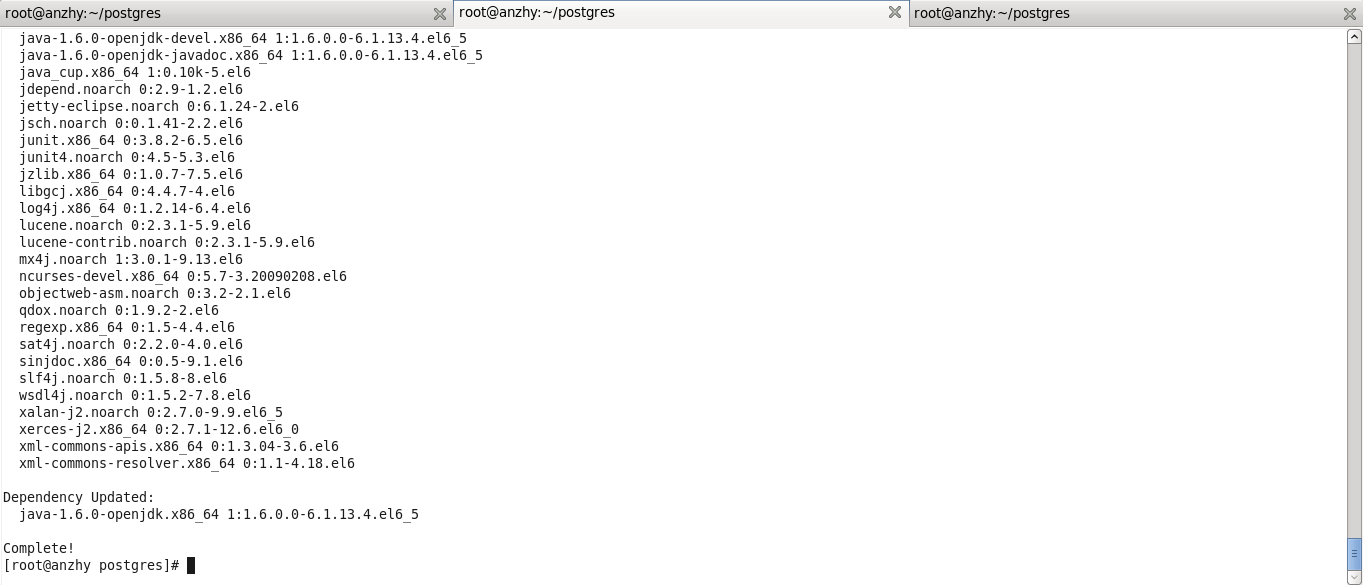 root@anzhy:~/postgres
root@anzhy:~/postgres
root@anzhy:~/postgres
java-1.6.0-openjdk-devel.x86_64 1:1.6.0.0-6.1.13.4.el6_5
java-1.6.0-openjdk-javadoc.x86_64 1:1.6.0.0-6.1.13.4.el6_5
java_cup.x86_64 1:0.10k-5.el6
jdepend.noarch 0:2.9-1.2.el6
jetty-eclipse.noarch 0:6.1.24-2.el6
jsch.noarch 0:0.1.41-2.2.el6
junit.x86_64 0:3.8.2-6.5.el6
junit4.noarch 0:4.5-5.3.el6
jzlib.x86_64 0:1.0.7-7.5.el6
libgcj.x86_64 0:4.4.7-4.el6
log4j.x86_64 0:1.2.14-6.4.el6
lucene.noarch 0:2.3.1-5.9.el6
lucene-contrib.noarch 0:2.3.1-5.9.el6
mx4j.noarch 1:3.0.1-9.13.el6
ncurses-devel.x86_64 0:5.7-3.20090208.el6
objectweb-asm.noarch 0:3.2-2.1.el6
qdox.noarch 0:1.9.2-2.el6
regexp.x86_64 0:1.5-4.4.el6
sat4j.noarch 0:2.2.0-4.0.el6
sinjdoc.x86_64 0:0.5-9.1.el6
slf4j.noarch 0:1.5.8-8.el6
wsdl4j.noarch 0:1.5.2-7.8.el6
xalan-j2.noarch 0:2.7.0-9.9.el6_5
xerces-j2.x86_64 0:2.7.1-12.6.el6_0
xml-commons-apis.x86_64 0:1.3.04-3.6.el6
xml-commons-resolver.x86_64 0:1.1-4.18.el6
Dependency Updated:
java-1.6.0-openjdk.x86_64 1:1.6.0.0-6.1.13.4.el6_5
Complete!
[root@anzhy postgres]#